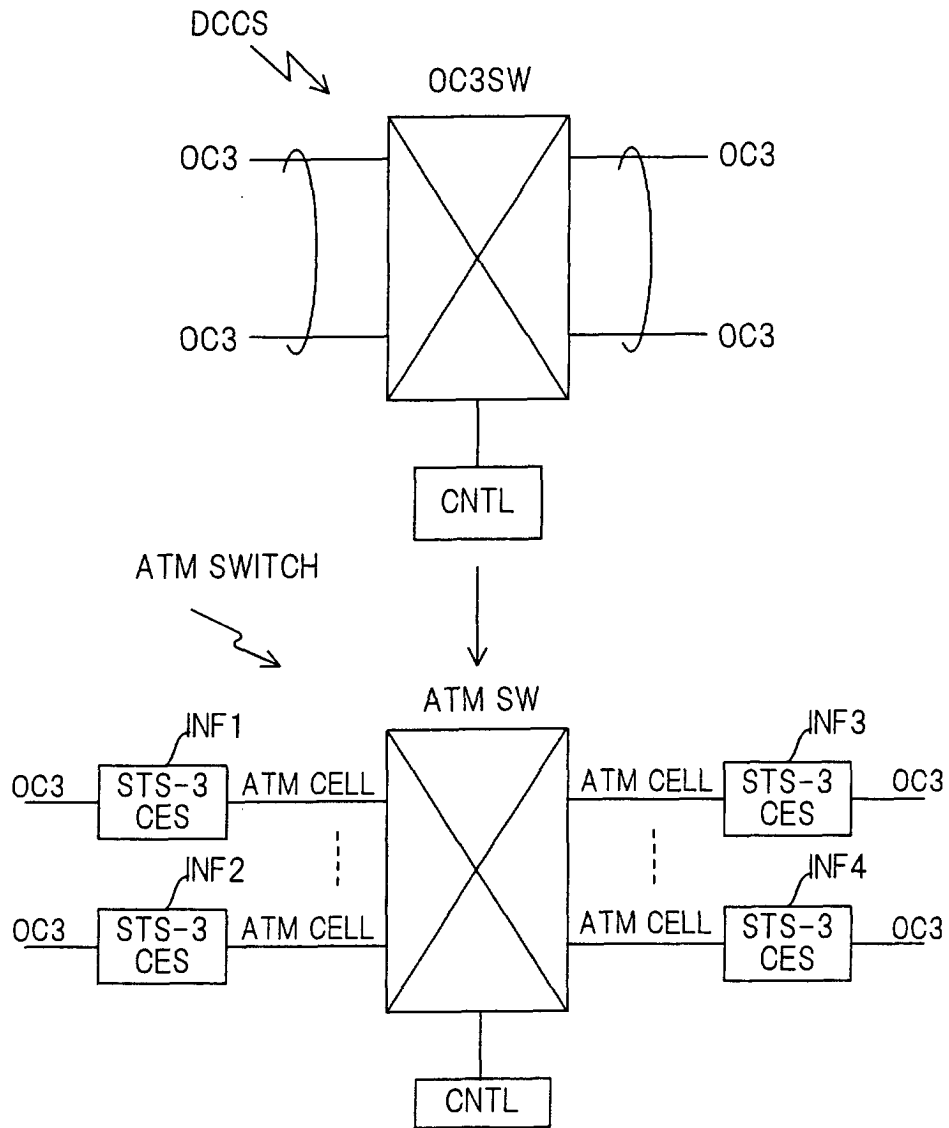 DCCS
OC3SW
OC3
OC3
OC3
OC3
CNTL
ATM SWITCH
ATM SW
INF1
INF3
OC3
STS-3
CES
ATM CELL
ATM CELL
STS-3
CES
OC3
INF2
INF4
OC3
STS-3
CES
ATM CELL
ATM CELL
STS-3
CES
OC3
CNTL